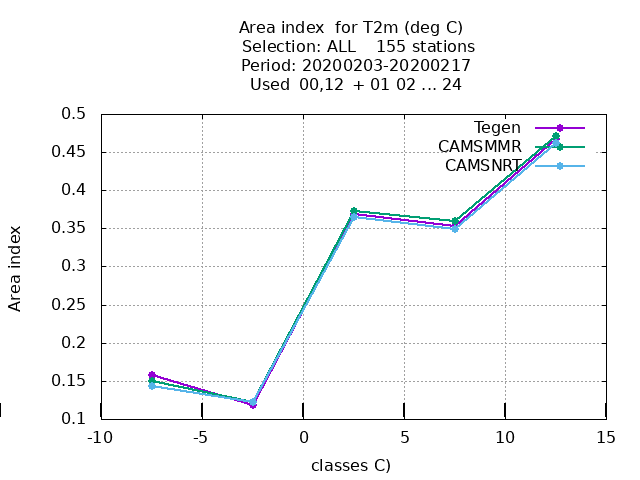 Area index  for T2m (deg C)
Selection: ALL    155 stations
Period: 20200203-20200217
Used  00,12  + 01 02 ... 24
0.5
Tegen
CAMSMMR
CAMSNRT
0.45
0.4
0.35
0.3
0.25
0.2
0.15
0.1
Area index
-10
-5
0
5
10
15
classes C)